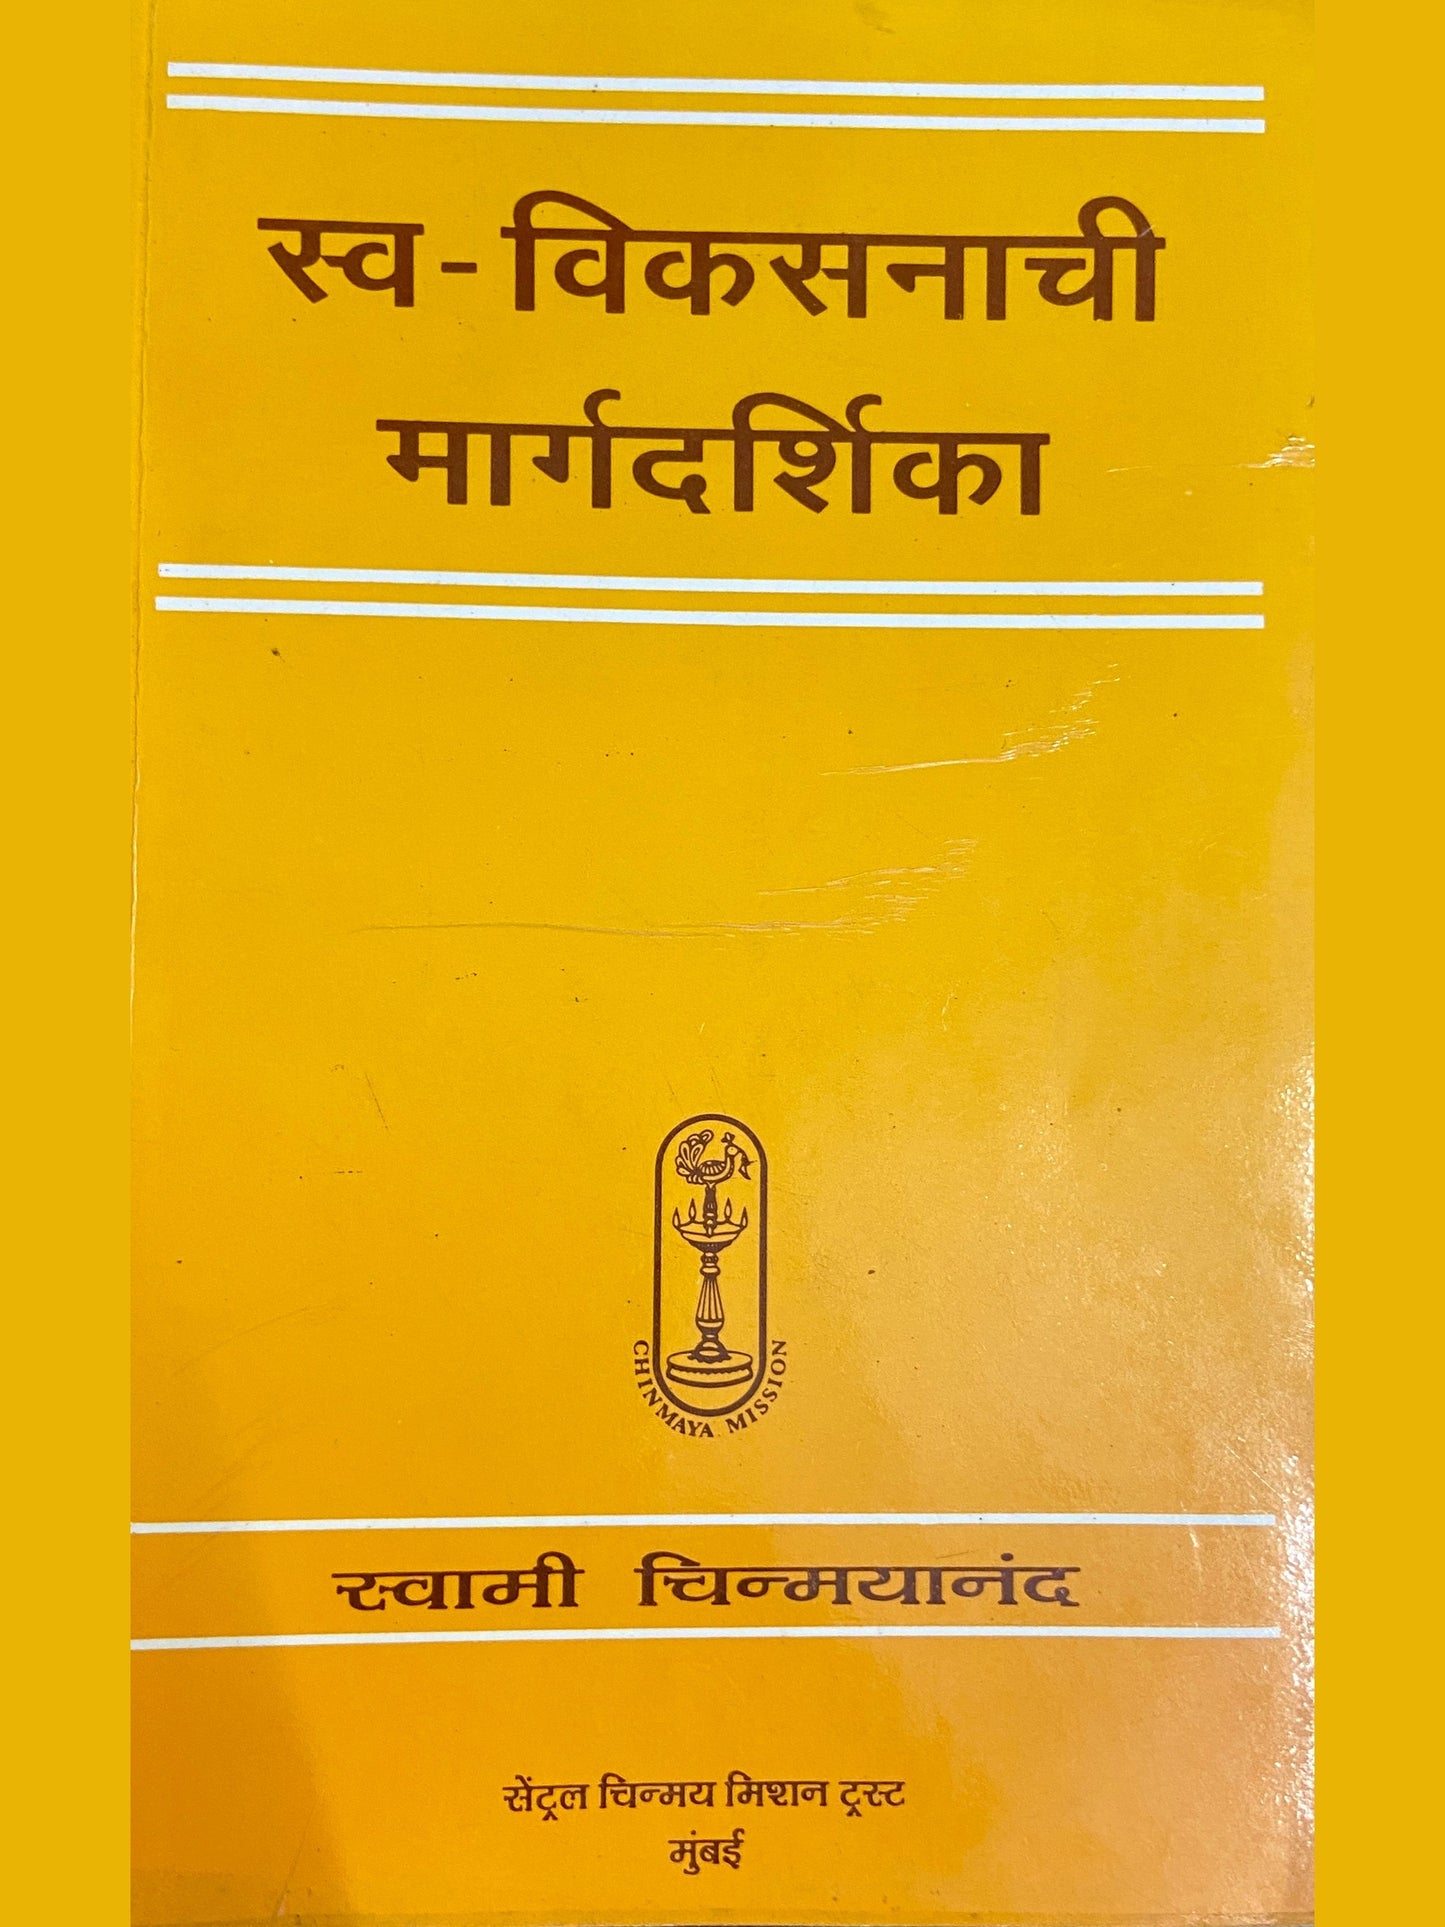 स्व - विकसनाची
मार्गदर्शिका
CHINMAYA MISSION
स्वामी चिन्मयानंद
सेंट्रल चिन्मय मिशन ट्रस्ट
मुंबई